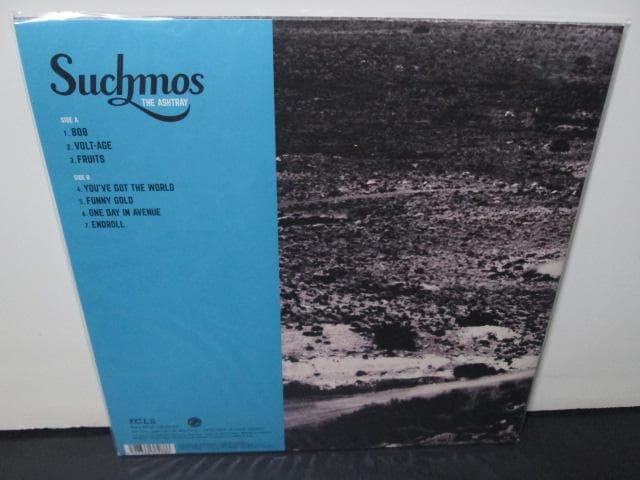 Suchmos
THE ASHTRAY
SIDE A
1. 808
2. VOLT-AGE
3. FRUITS
SIDE B
4. YOU'VE GOT THE WORLD
5. FUNNY GOLD
6. ONE DAY IN AVENUE
7. ENDROLL
F.C.L.S.